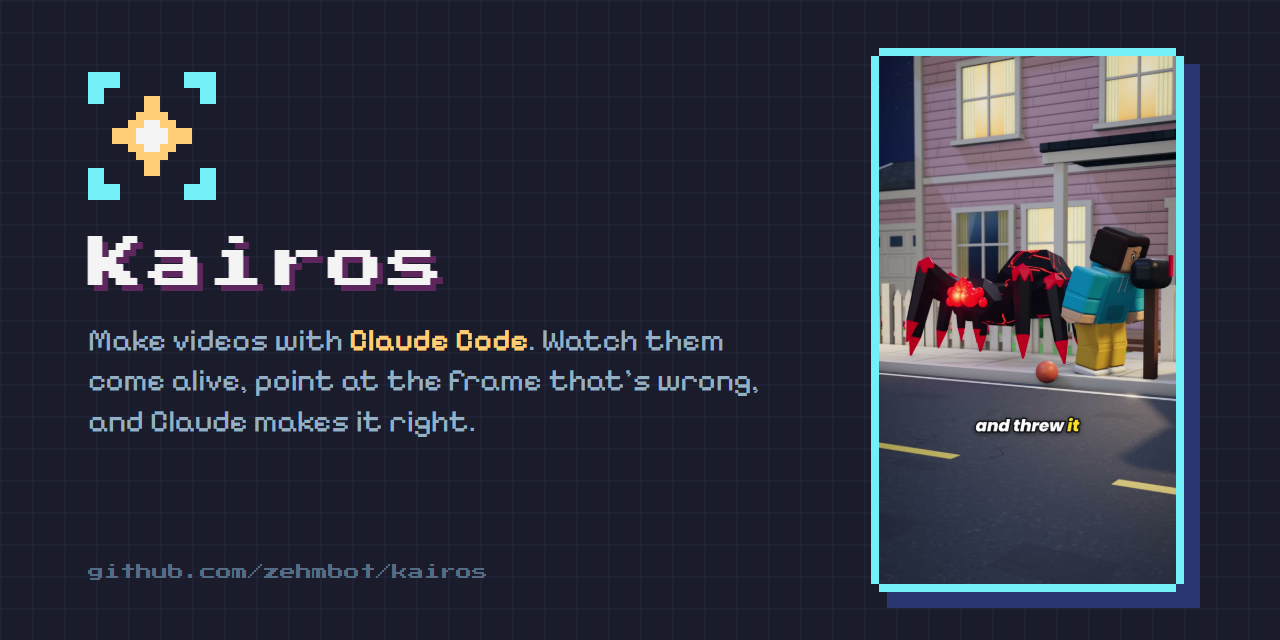 Kairos
Make videos with Claude Code. Watch them
come alive, point at the frame that's wrong,
and Claude makes it right.
github.com/zehmbot/kairos
and threw it